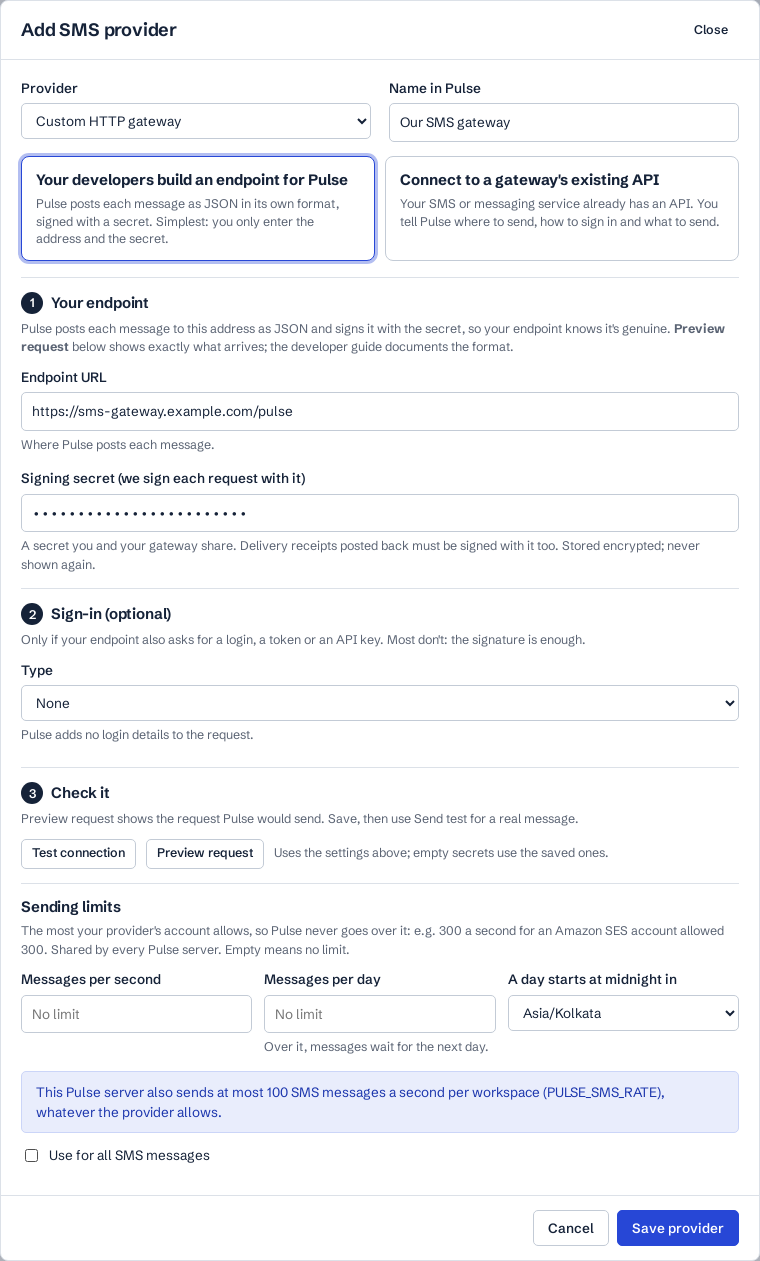 Add SMS provider
Close
Provider
Name in Pulse
Custom HTTP gateway
Our SMS gateway
Your developers build an endpoint for Pulse
Pulse posts each message as JSON in its own format,
signed with a secret. Simplest: you only enter the
address and the secret.
Connect to a gateway's existing API
Your SMS or messaging service already has an API. You
tell Pulse where to send, how to sign in and what to send.
1 Your endpoint
Pulse posts each message to this address as JSON and signs it with the secret, so your endpoint knows it's genuine. Preview
request below shows exactly what arrives; the developer guide documents the format.
Endpoint URL
https://sms-gateway.example.com/pulse
Where Pulse posts each message.
Signing secret (we sign each request with it)
••••••••••••••••••••••••
A secret you and your gateway share. Delivery receipts posted back must be signed with it too. Stored encrypted; never
shown again.
2 Sign-in (optional)
Only if your endpoint also asks for a login, a token or an API key. Most don't: the signature is enough.
Type
None
Pulse adds no login details to the request.
3 Check it
Preview request shows the request Pulse would send. Save, then use Send test for a real message.
Test connection
Preview request
Uses the settings above; empty secrets use the saved ones.
Sending limits
The most your provider's account allows, so Pulse never goes over it: e.g. 300 a second for an Amazon SES account allowed
300. Shared by every Pulse server. Empty means no limit.
Messages per second
Messages per day
A day starts at midnight in
No limit
No limit
Asia/Kolkata
Over it, messages wait for the next day.
This Pulse server also sends at most 100 SMS messages a second per workspace (PULSE_SMS_RATE),
whatever the provider allows.
Use for all SMS messages
Cancel
Save provider